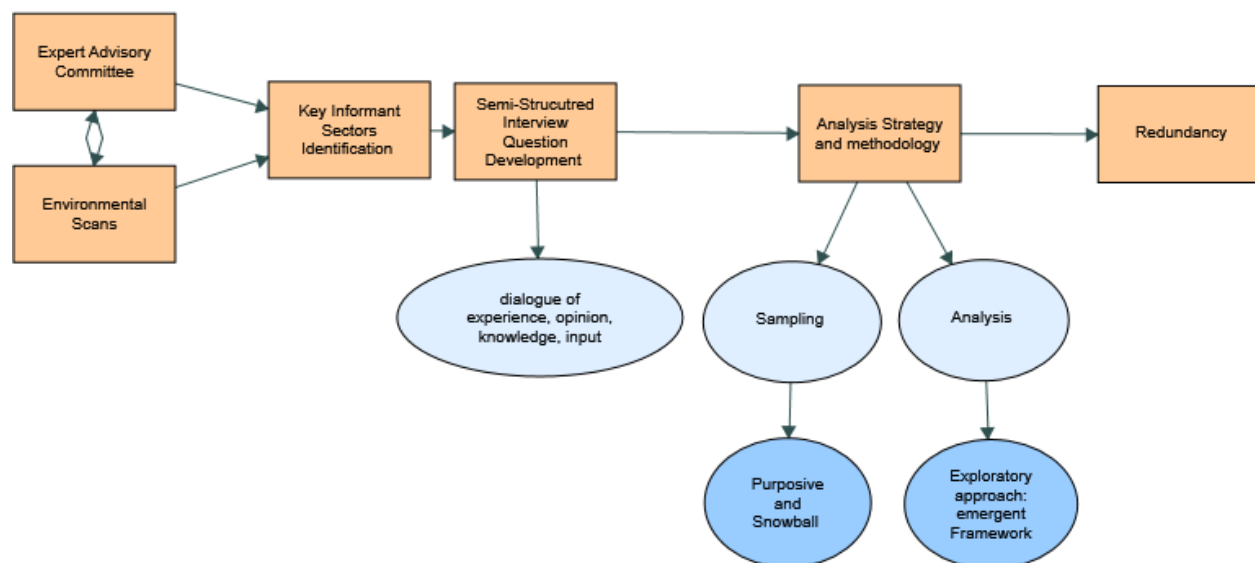 Expert Advisory
Committee
Environmental
Scans
Key Informant
Sectors
Identification
Semi-Strucutred
Interview
Question
Development
Analysis Strategy
and methodology
Redundancy
dialogue of
experience, opinion,
knowledge, input
Sampling
Analysis
Purposive
and
Snowball
Exploratory
approach:
emergent
Framework